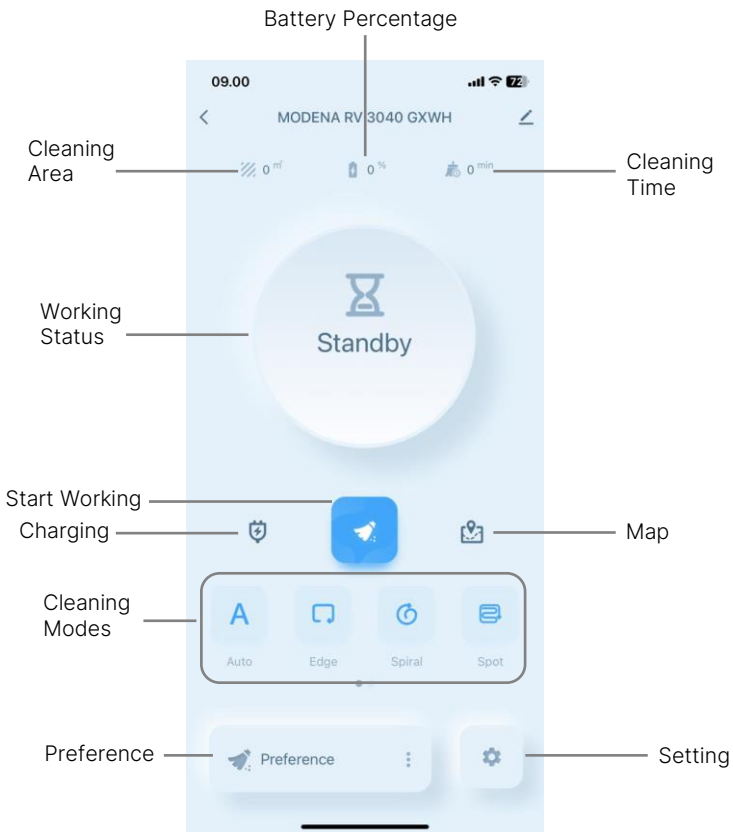 Battery Percentage
09.00
72
MODENA RV 3040 GXWH
Cleaning
Area
0 ㎡
0 %
0 min
Cleaning
Time
Working
Status
Standby
Start Working
Charging
Map
Cleaning
Modes
A
Auto
Edge
Spiral
Spot
Preference
Preference
Setting